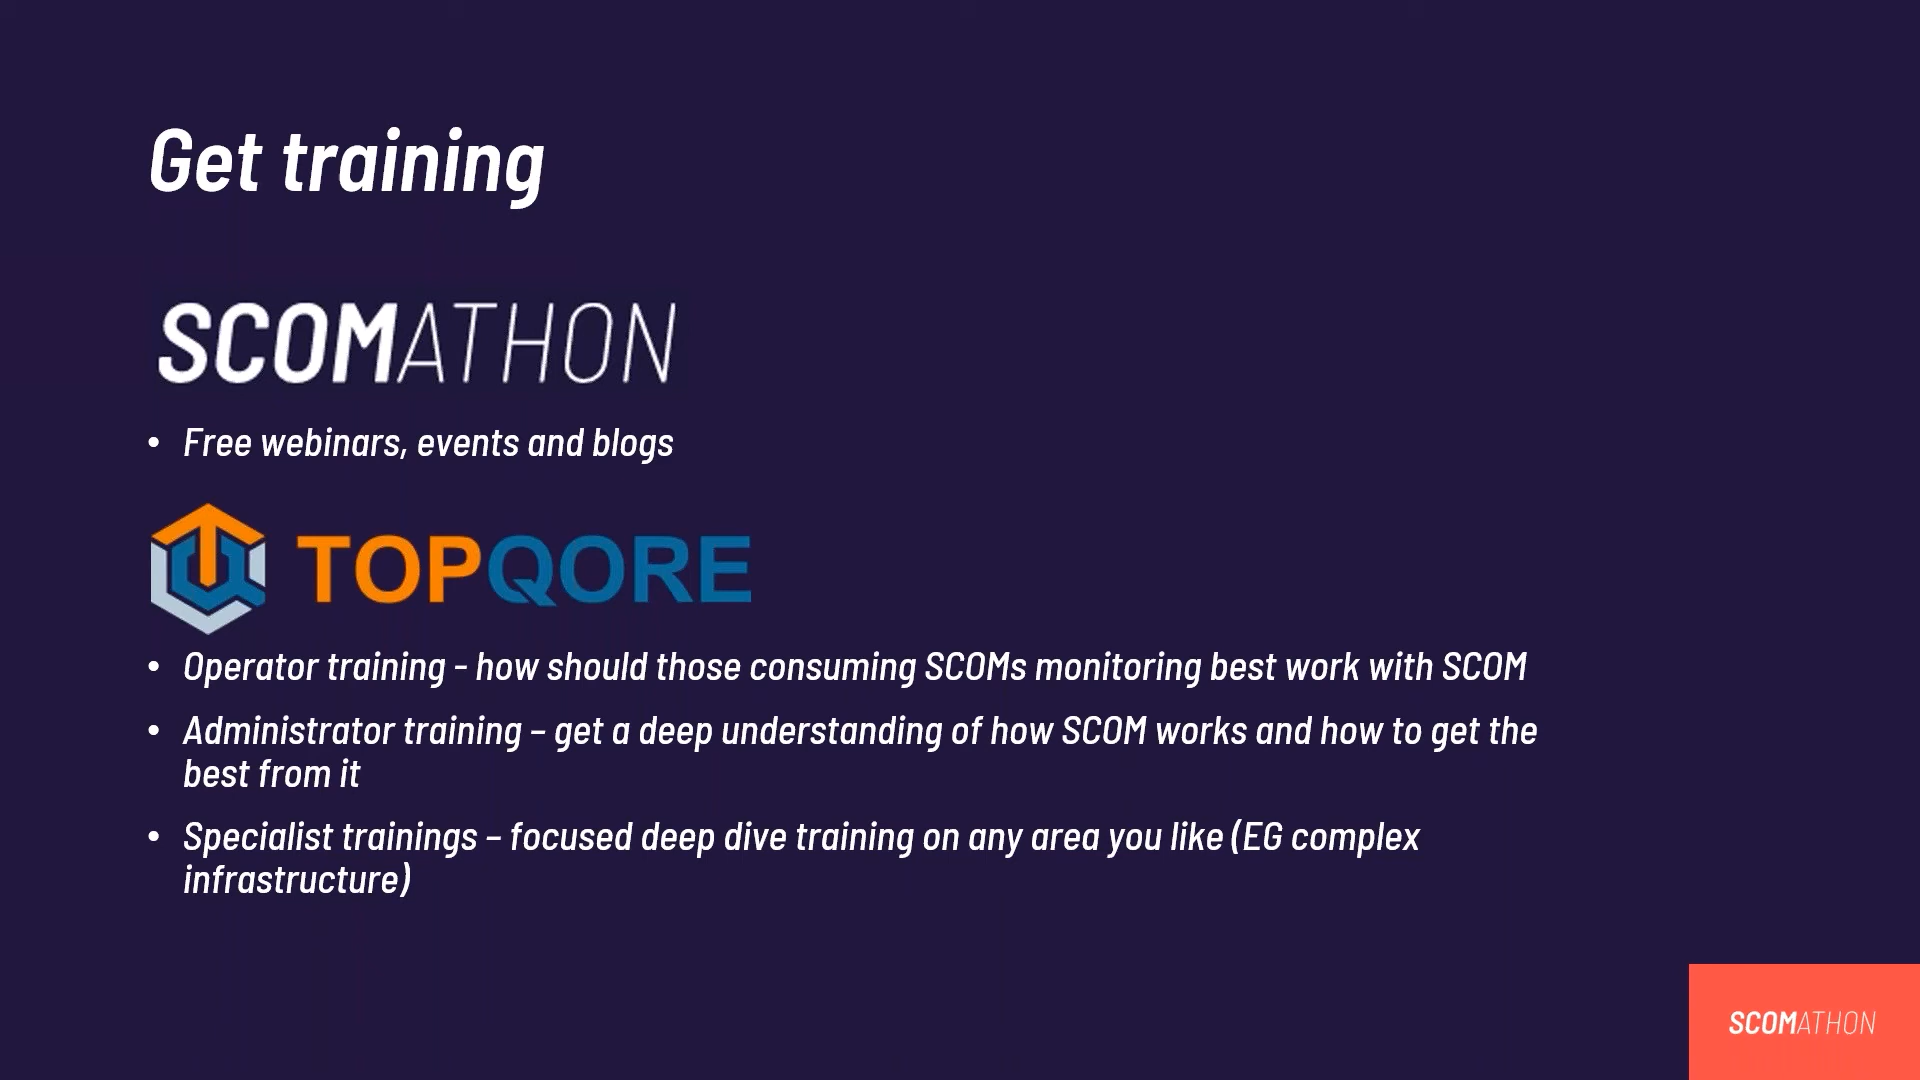 Get training
SCOMATHON
• Free webinars, events and blogs
TOPQORE
• Operator training - how should those consuming SCOMs monitoring best work with SCOM
• Administrator training – get a deep understanding of how SCOM works and how to get the
best from it
• Specialist trainings – focused deep dive training on any area you like (EG complex
infrastructure)
SCOMATHON